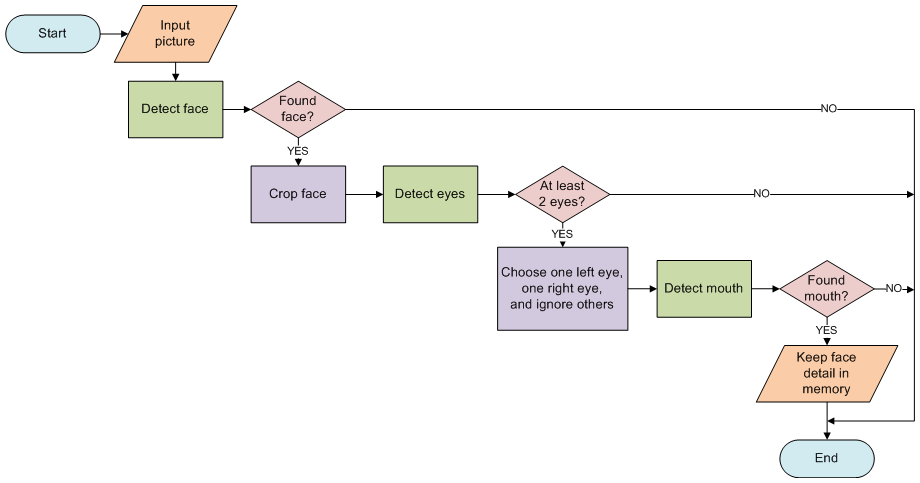 Start
Input
picture
Detect face
Found
face?
NO
YES
Crop face
Detect eyes
At least
2 eyes?
NO
YES
Choose one left eye,
one right eye,
and ignore others
Detect mouth
Found
mouth?
NO
YES
Keep face
detail in
memory
End